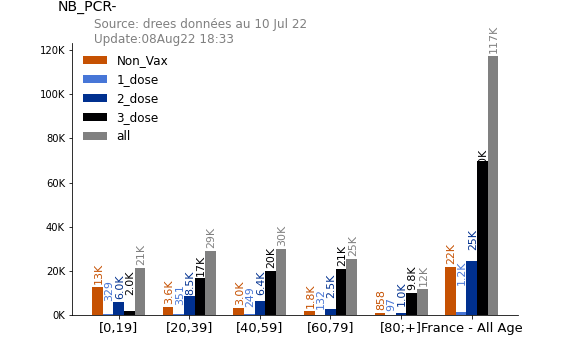 NB_PCR-
Source: drees données au 10 Jul 22
Update:08Aug22 18:33
Non_Vax
1_dose
2_dose
3_dose
all
120K
100K
80K
60K
40K
20K
0K
13K 329 6.0K 2.0K 21K
3.6K 351 8.5K 17K 29K
3.0K 249 6.4K 20K 30K
1.8K 132 2.5K 21K 25K
858 97 1.0K 9.8K 12K
22K 1.2K 25K 117K
[0,19] [20,39] [40,59] [60,79] [80;+] France - All Age